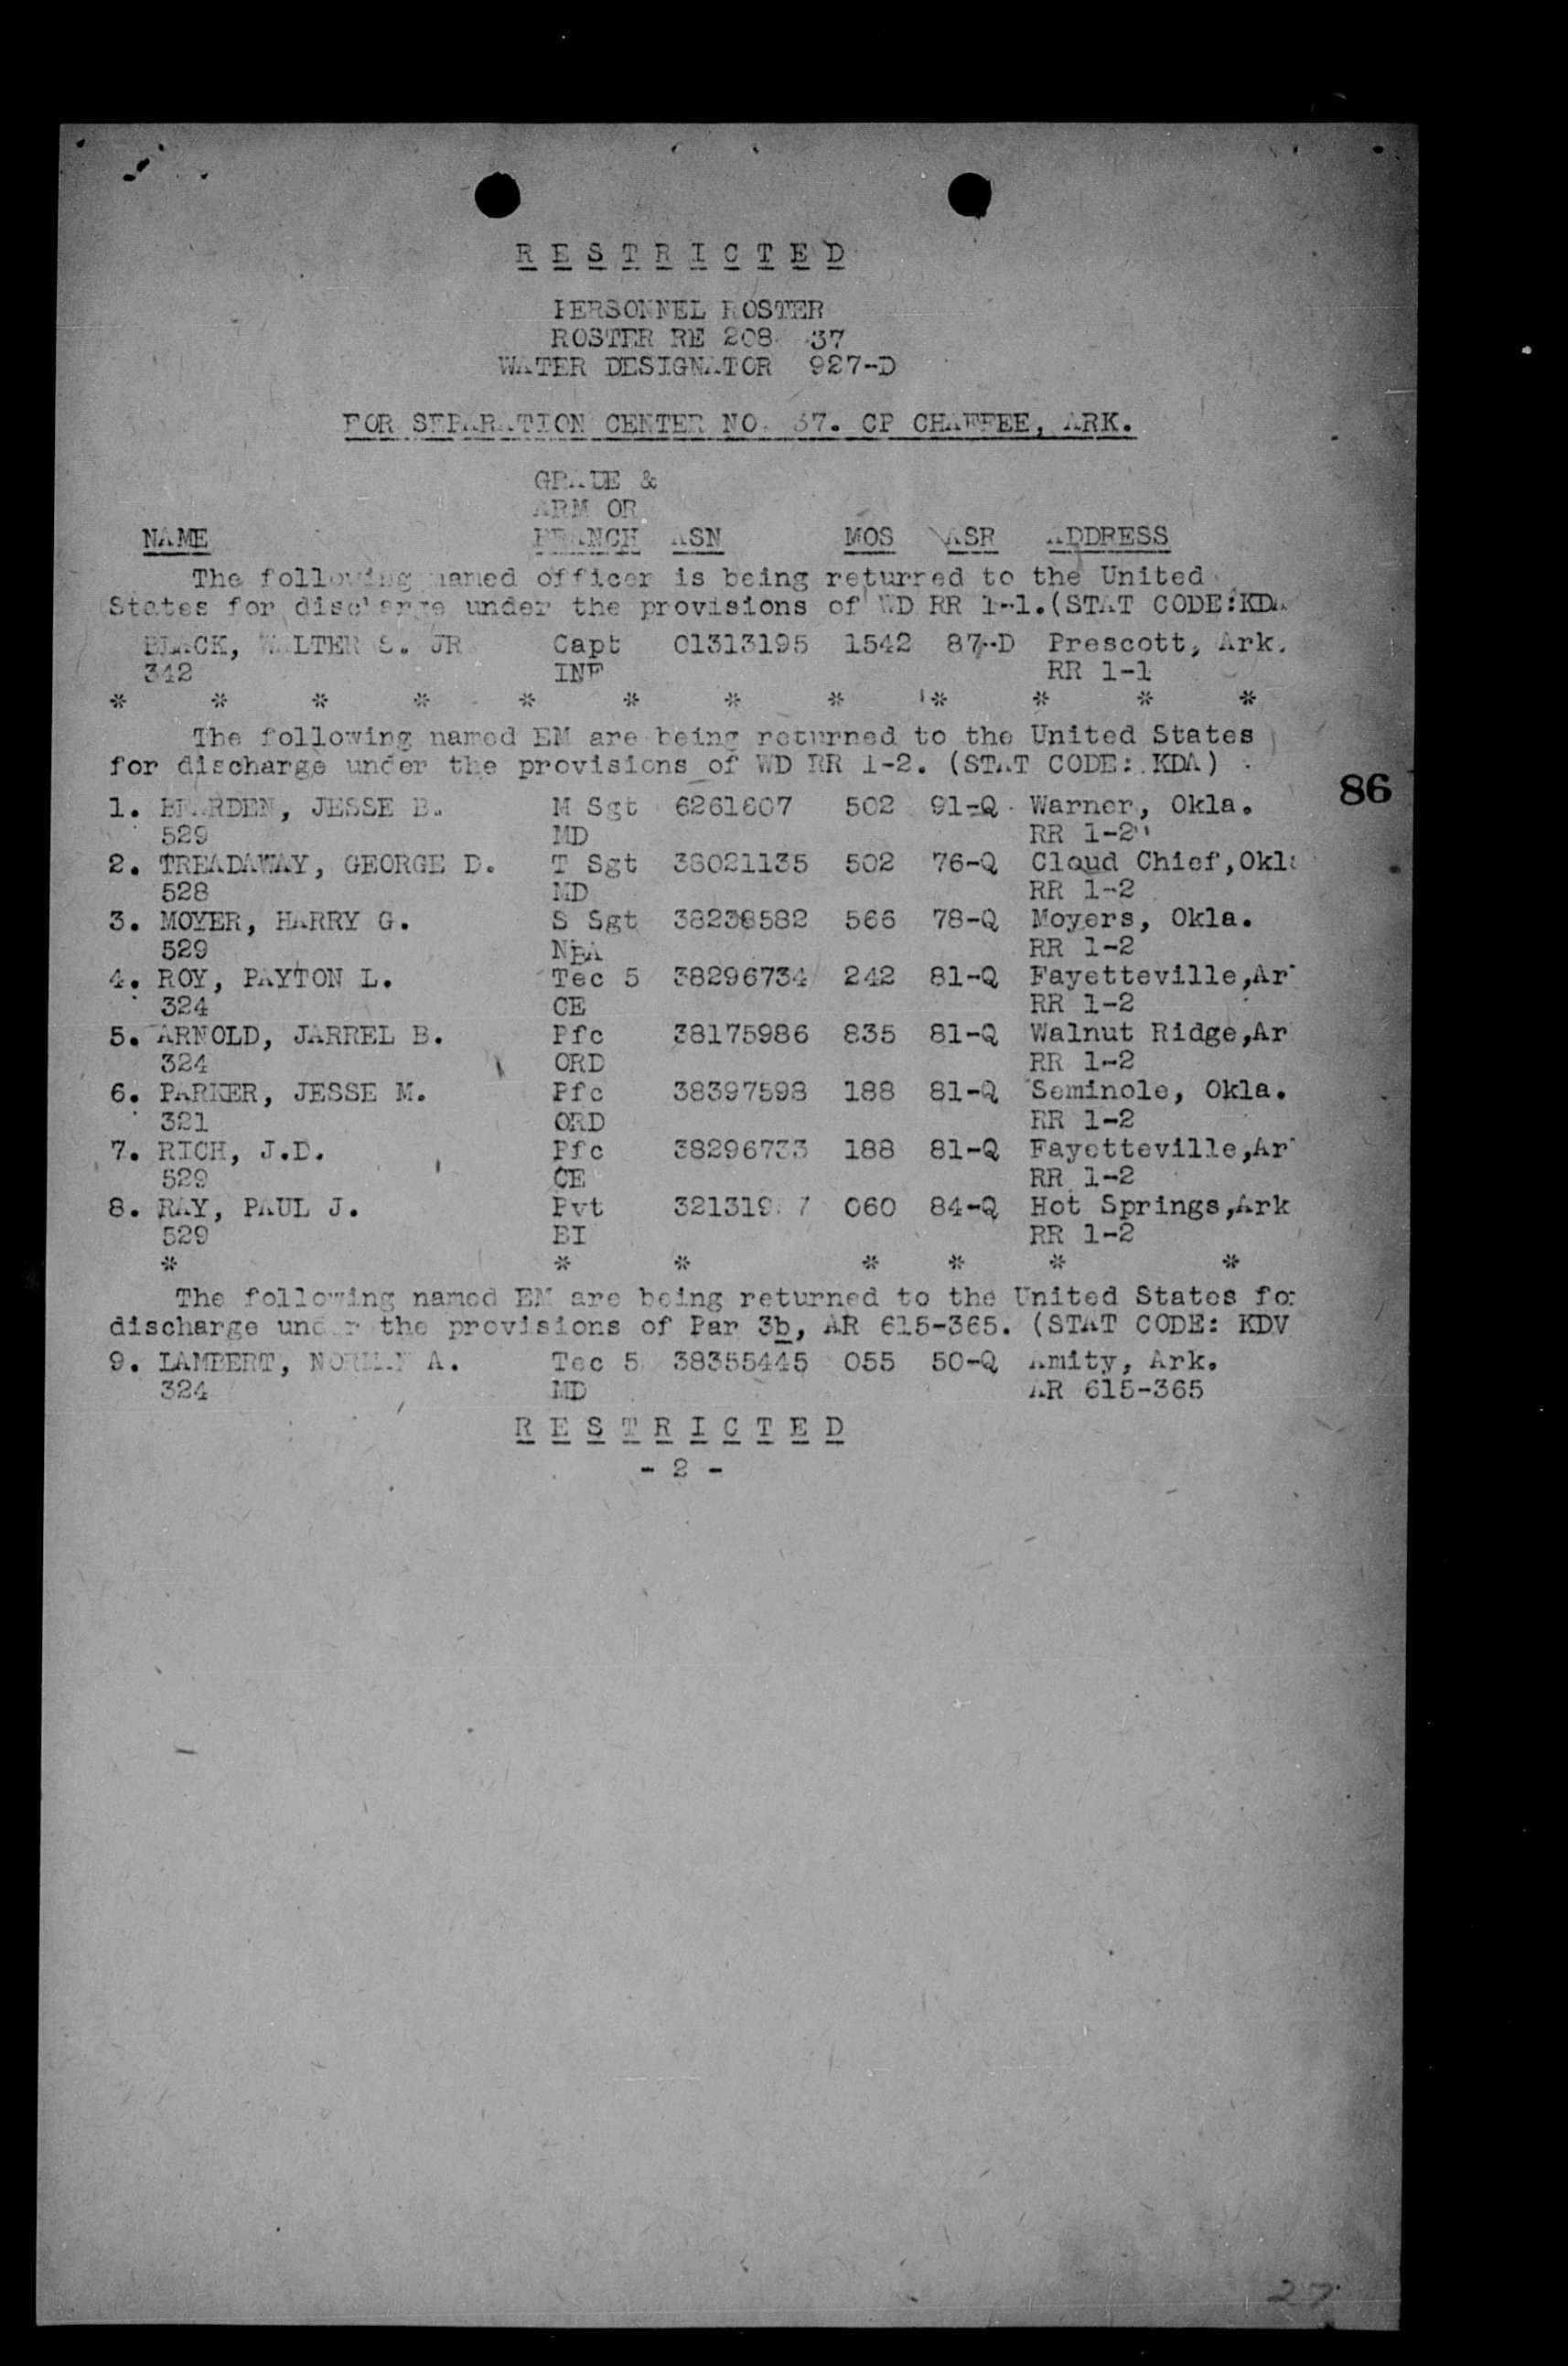 R E S T R I C T E D
PERSONNEL ROSTER
ROSTER RE 208 37
WATER DESIGNATOR 927-D
FOR SEPARATION CENTER NO. 37. CP CHAFFEE, ARK.
GRADE &
ARM OR
NAME BRANCH ASN MOS ASR ADDRESS
The following named officer is being returned to the United
States for discharge under the provisions of WD RR 1-1.(STAT CODE:KDA
BLACK, WALTER S. JR Capt 01313195 1542 87-D Prescott, Ark.
342 INF RR 1-1
* * * * * * * * * * * *
The following named EM are being returned to the United States
for discharge under the provisions of WD RR 1-2. (STAT CODE: KDA)
1. BEARDEN, JESSE B. M Sgt 6261607 502 91-Q Warner, Okla.
529 MD RR 1-2
86
2. TREADAWAY, GEORGE D. T Sgt 38021135 502 76-Q Cloud Chief,Okla
528 MD RR 1-2
3. MOYER, HARRY G. S Sgt 38238582 566 78-Q Moyers, Okla.
529 RR 1-2
4. ROY, PAYTON L. Tec 5 38296734 242 81-Q Fayetteville,Ar
324 CE RR 1-2
5. ARNOLD, JARREL B. Pfc 38175986 835 81-Q Walnut Ridge,Ar
324 ORD RR 1-2
6. PARKER, JESSE M. Pfc 38397598 188 81-Q Seminole, Okla.
321 ORD RR 1-2
7. RICH, J.D. Pfc 38296733 188 81-Q Fayetteville,Ar
529 CE RR 1-2
8. RAY, PAUL J. Pvt 060 84-Q Hot Springs,Ark
529 RR 1-2
* * * * * * *
The following named EM are being returned to the United States for
discharge under the provisions of Par 3b, AR 615-365. (STAT CODE: KDV
9. LAMBERT, NORMAN A. Tec 5 38355445 055 50-Q Amity, Ark.
324 MD AR 615-365
R E S T R I C T E D
- 2 -
27